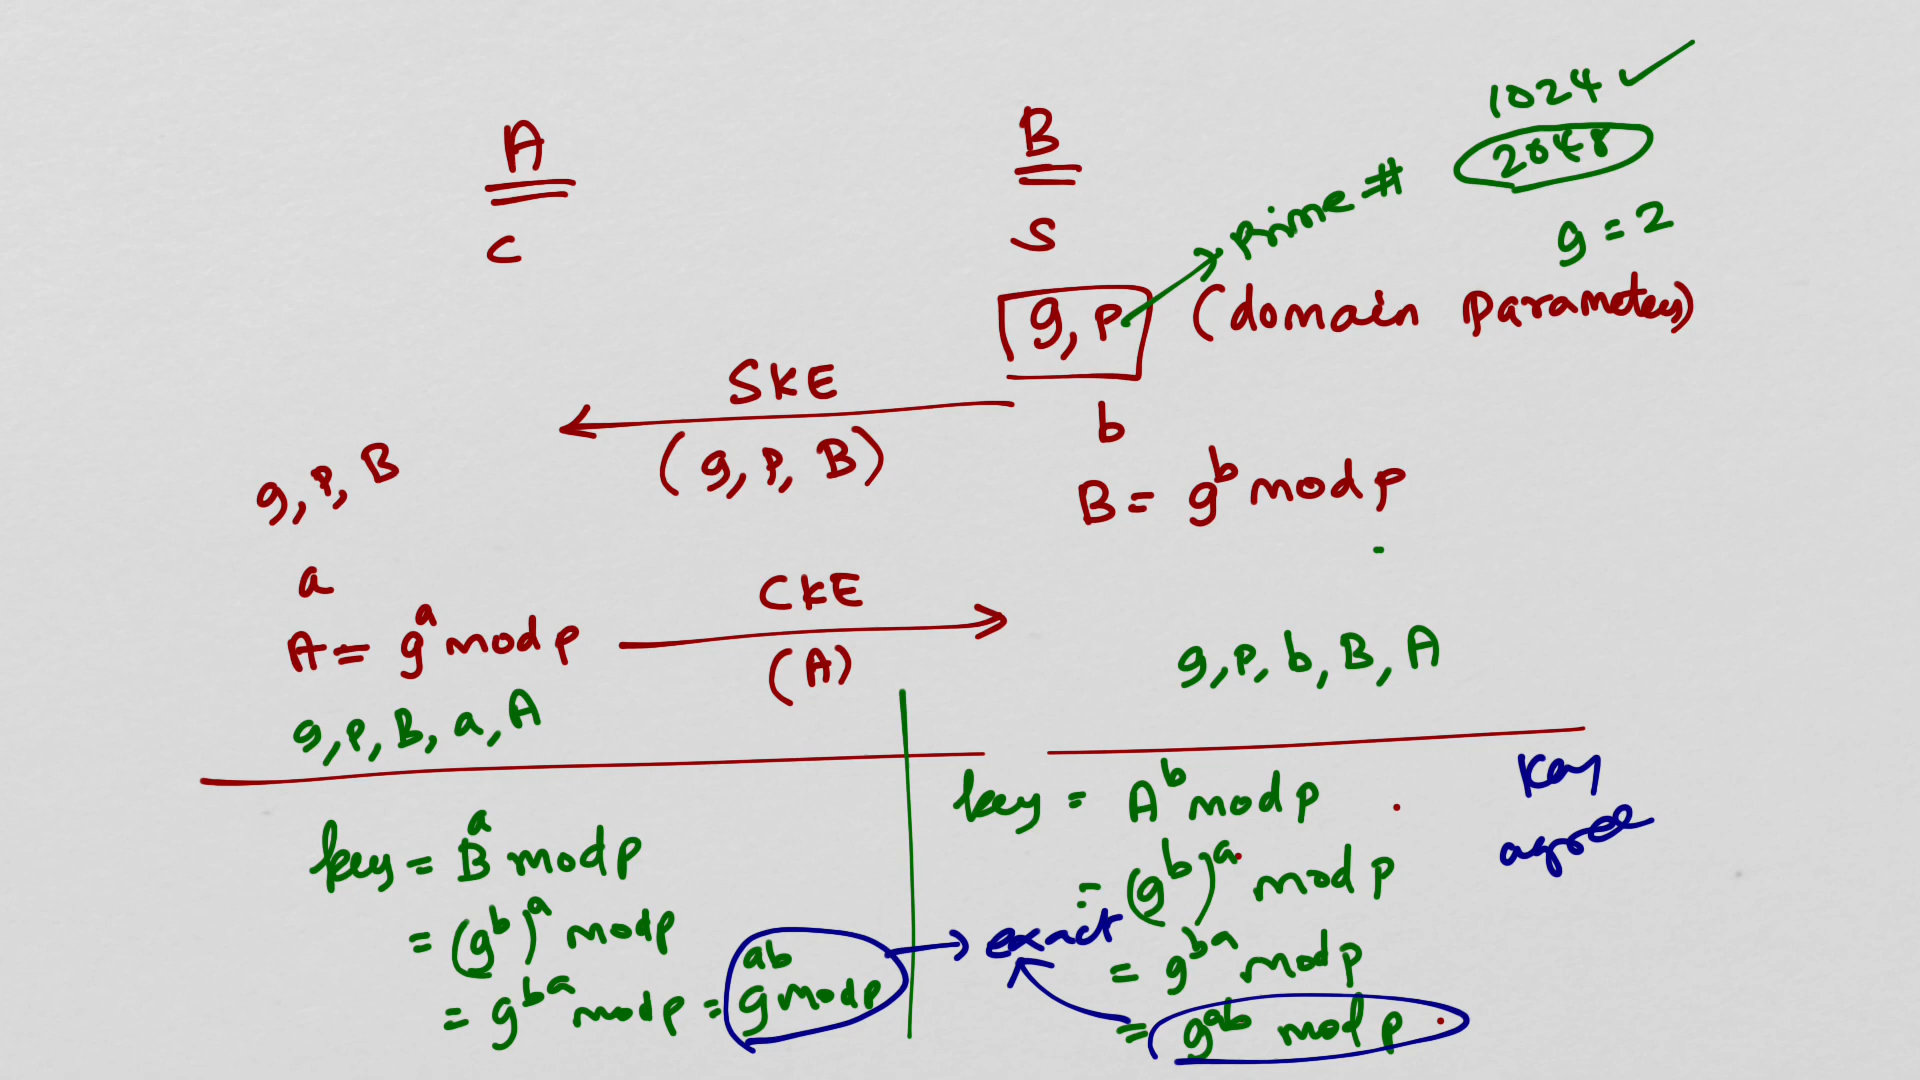 A
C
B
S
1024 ✓
2048
g = 2
prime #
g, p
(domain parameters)
SKE
(g, p, B)
b
B = g^b mod p
g, p, B
a
A = g^a mod p
CKE
(A)
g, p, B, a, A
g, p, b, B, A
key = B^a mod p
= (g^b)^a mod p
= g^ba mod p = g^ab mod p
exact
key = A^b mod p
= (g^b)^a mod p
= g^ba mod p
= g^ab mod p
Key
agree